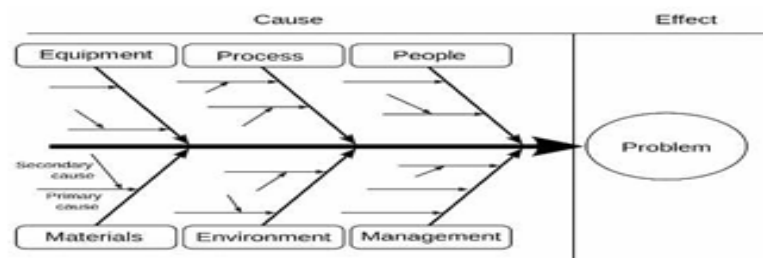 Cause
Effect
Equipment
Process
People
Problem
Secondary
cause
Primary
cause
Materials
Environment
Management